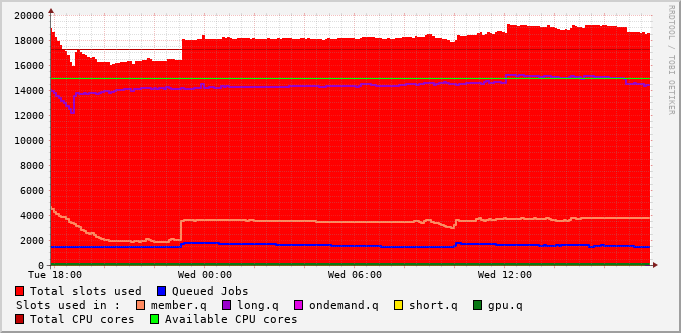 20000
18000
16000
14000
12000
10000
8000
6000
4000
2000
0
Tue 18:00 Wed 00:00 Wed 06:00 Wed 12:00
RRDTOOL / TOBI OETIKER
Total slots used Queued Jobs
Slots used in : member.q long.q ondemand.q short.q gpu.q
Total CPU cores Available CPU cores